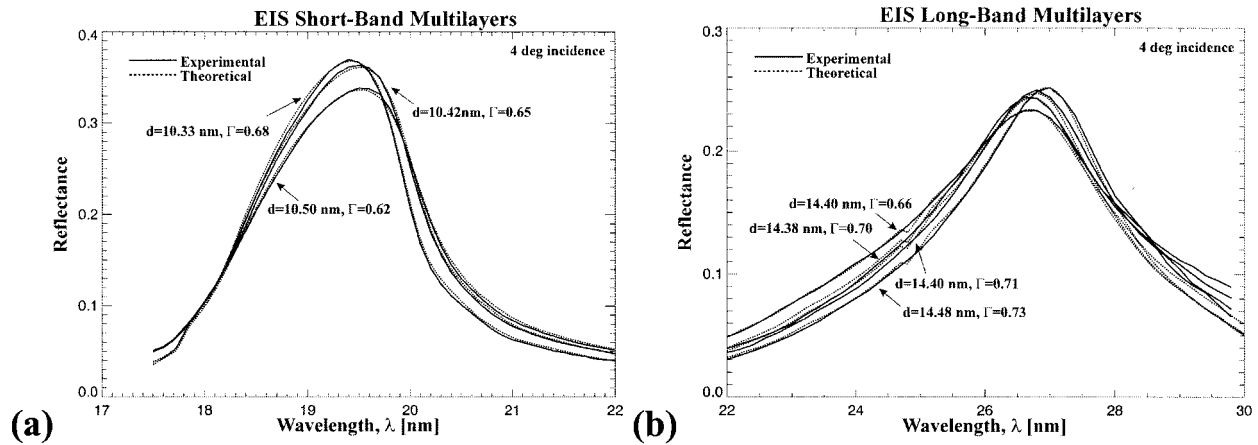 EIS Short-Band Multilayers
0.4
0.3
0.2
0.1
0.0
Reflectance
4 deg incidence
Experimental
Theoretical
d=10.33 nm, Γ=0.68
d=10.42nm, Γ=0.65
d=10.50 nm, Γ=0.62
17 18 19 20 21 22
Wavelength, λ [nm]
(a)
EIS Long-Band Multilayers
0.3
0.2
0.1
0.0
Reflectance
4 deg incidence
Experimental
Theoretical
d=14.40 nm, Γ=0.66
d=14.38 nm, Γ=0.70
d=14.40 nm, Γ=0.71
d=14.48 nm, Γ=0.73
22 24 26 28 30
Wavelength, λ [nm]
(b)